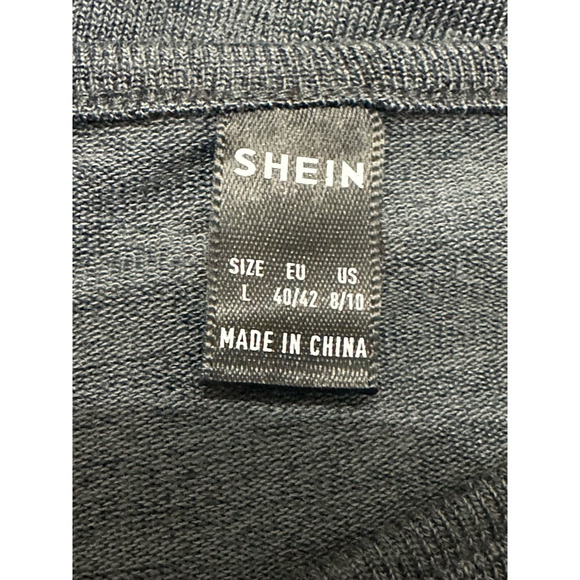 SHEIN
SIZE EU US
L 40/42 8/10
MADE IN CHINA